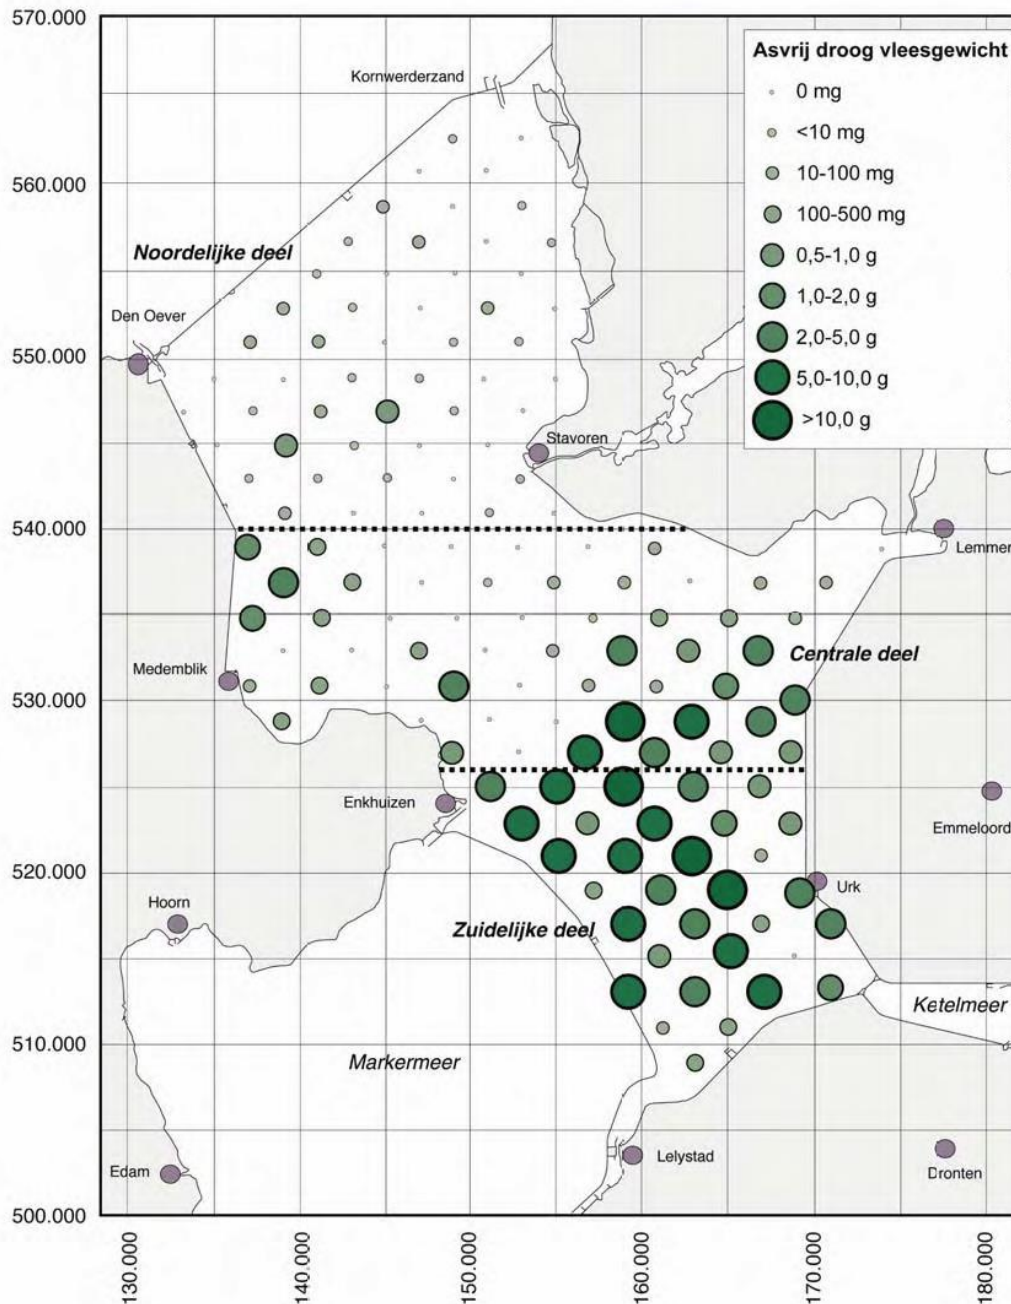 570.000
560.000
550.000
540.000
530.000
520.000
510.000
500.000
Kornwerderzand
Asvrij droog vleesgewicht
0 mg
<10 mg
10-100 mg
100-500 mg
0,5-1,0 g
1,0-2,0 g
2,0-5,0 g
5,0-10,0 g
>10,0 g
Noordelijke deel
Den Oever
Stavoren
Lemmer
Medemblik
Centrale deel
Enkhuizen
Emmeloord
Urk
Hoorn
Zuidelijke deel
Ketelmeer
Markermeer
Edam
Lelystad
Dronten
130.000
140.000
150.000
160.000
170.000
180.000